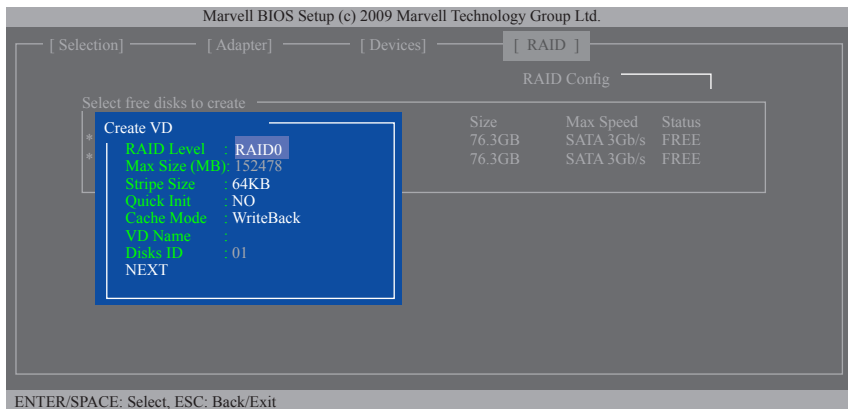 Marvell BIOS Setup (c) 2009 Marvell Technology Group Ltd.
[ Selection] [ Adapter] [ Devices] [ RAID ]
RAID Config
Select free disks to create
Size Max Speed Status
* 76.3GB SATA 3Gb/s FREE
* 76.3GB SATA 3Gb/s FREE
Create VD
RAID Level : RAID0
Max Size (MB): 152478
Stripe Size : 64KB
Quick Init : NO
Cache Mode : WriteBack
VD Name :
Disks ID : 01
NEXT
ENTER/SPACE: Select, ESC: Back/Exit